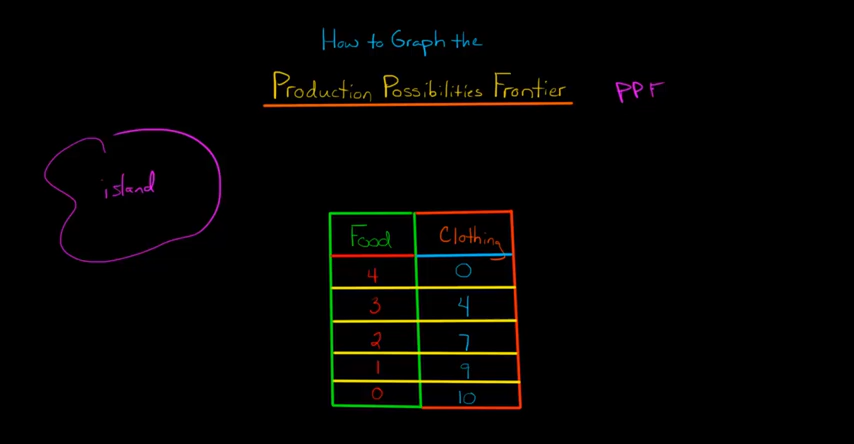 How to Graph the
Production Possibilities Frontier PPF
island
Food Clothing
4 0
3 4
2 7
1 9
0 10